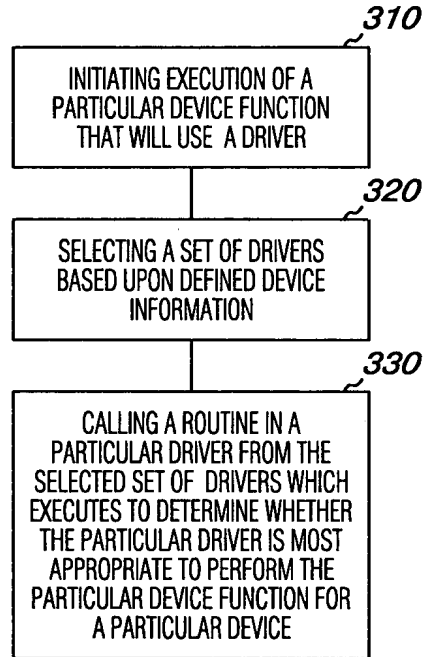 310
INITIATING EXECUTION OF A
PARTICULAR DEVICE FUNCTION
THAT WILL USE A DRIVER
320
SELECTING A SET OF DRIVERS
BASED UPON DEFINED DEVICE
INFORMATION
330
CALLING A ROUTINE IN A
PARTICULAR DRIVER FROM THE
SELECTED SET OF DRIVERS WHICH
EXECUTES TO DETERMINE WHETHER
THE PARTICULAR DRIVER IS MOST
APPROPRIATE TO PERFORM THE
PARTICULAR DEVICE FUNCTION FOR
A PARTICULAR DEVICE